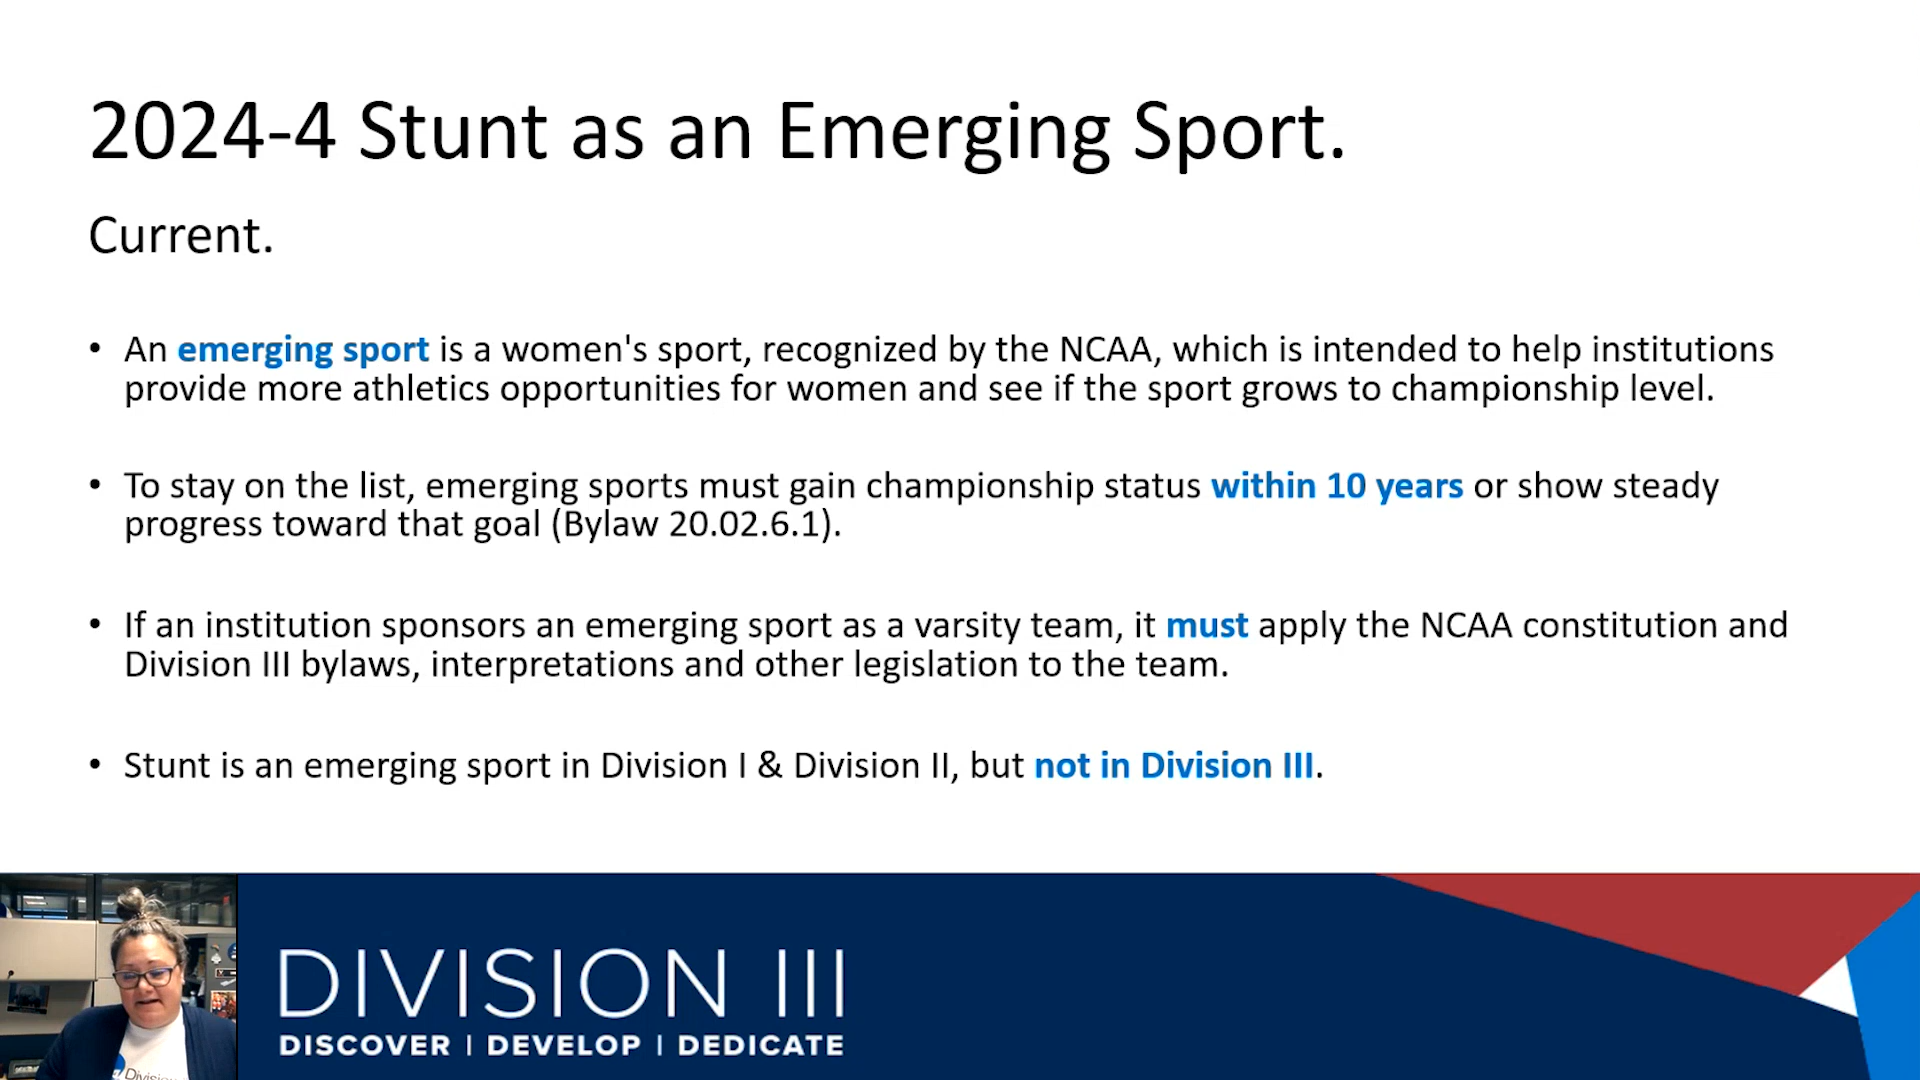 2024-4 Stunt as an Emerging Sport.
Current.
• An emerging sport is a women's sport, recognized by the NCAA, which is intended to help institutions
provide more athletics opportunities for women and see if the sport grows to championship level.
• To stay on the list, emerging sports must gain championship status within 10 years or show steady
progress toward that goal (Bylaw 20.02.6.1).
• If an institution sponsors an emerging sport as a varsity team, it must apply the NCAA constitution and
Division III bylaws, interpretations and other legislation to the team.
• Stunt is an emerging sport in Division I & Division II, but not in Division III.
DIVISION III
DISCOVER | DEVELOP | DEDICATE